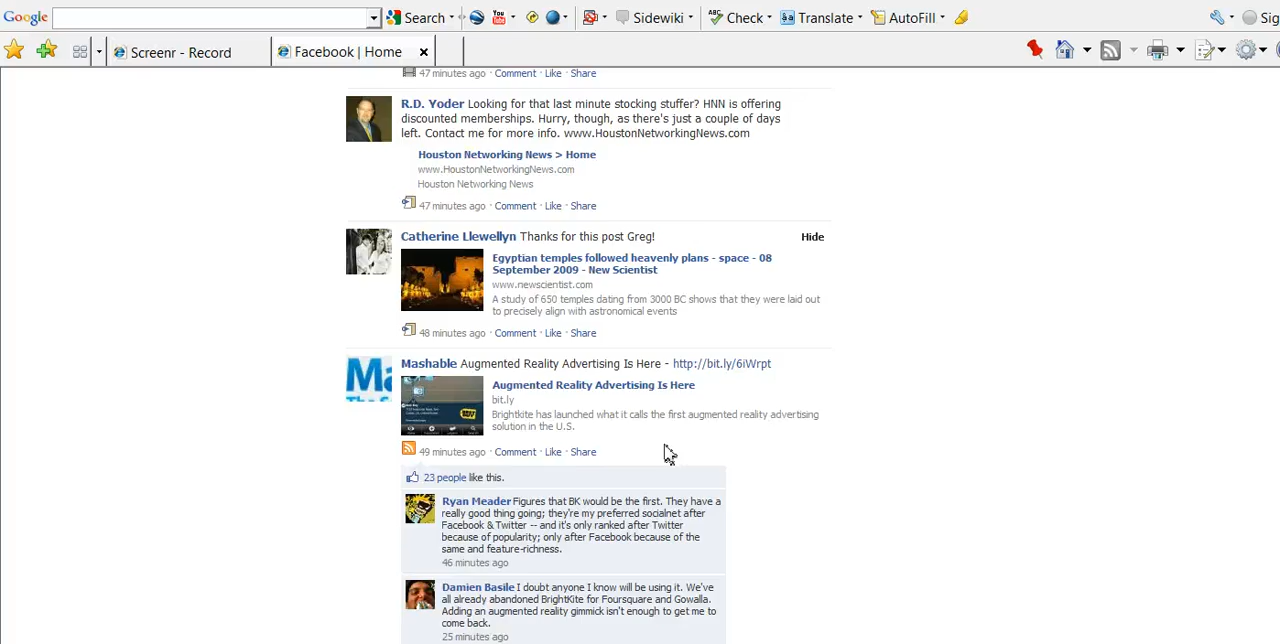 Google Search Sidewiki Check Translate AutoFill Sig
Screenr - Record Facebook | Home
47 minutes ago · Comment · Like · Share
R.D. Yoder Looking for that last minute stocking stuffer? HNN is offering
discounted memberships. Hurry, though, as there's just a couple of days
left. Contact me for more info. www.HoustonNetworkingNews.com
Houston Networking News > Home
www.HoustonNetworkingNews.com
Houston Networking News
47 minutes ago · Comment · Like · Share
Catherine Llewellyn Thanks for this post Greg! Hide
Egyptian temples followed heavenly plans - space - 08
September 2009 - New Scientist
www.newscientist.com
A study of 650 temples dating from 3000 BC shows that they were laid out
to precisely align with astronomical events
48 minutes ago · Comment · Like · Share
Ma
Mashable Augmented Reality Advertising Is Here - http://bit.ly/6iWrpt
Augmented Reality Advertising Is Here
bit.ly
Brightkite has launched what it calls the first augmented reality advertising
solution in the U.S.
49 minutes ago · Comment · Like · Share
23 people like this.
Ryan Meader Figures that BK would be the first. They have a
really good thing going; they're my preferred socialnet after
Facebook & Twitter -- and it's only ranked after Twitter
because of popularity; only after Facebook because of the
same and feature-richness.
46 minutes ago
Damien Basile I doubt anyone I know will be using it. We've
all already abandoned BrightKite for Foursquare and Gowalla.
Adding an augmented reality gimmick isn't enough to get me to
come back.
25 minutes ago